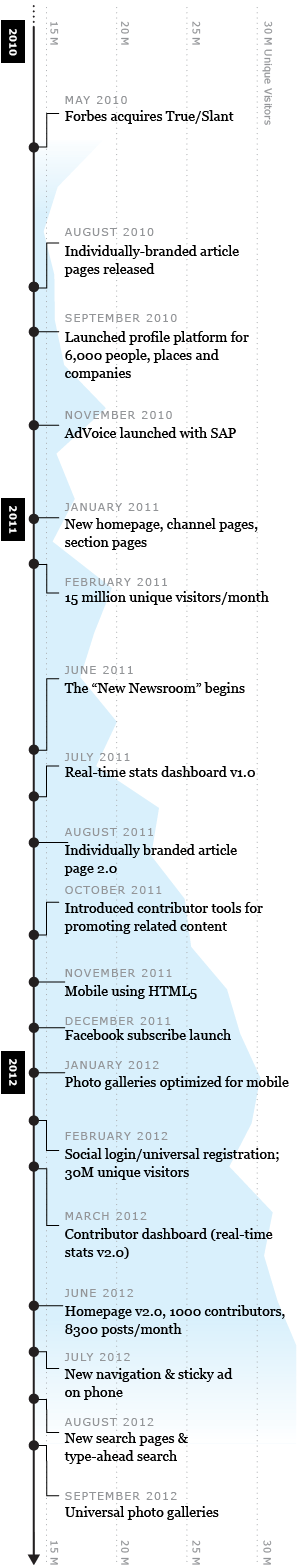 2010
15 M
20 M
25 M
30 M Unique Visitors
MAY 2010
Forbes acquires True/Slant
AUGUST 2010
Individually-branded article
pages released
SEPTEMBER 2010
Launched profile platform for
6,000 people, places and
companies
NOVEMBER 2010
AdVoice launched with SAP
2011
JANUARY 2011
New homepage, channel pages,
section pages
FEBRUARY 2011
15 million unique visitors/month
JUNE 2011
The “New Newsroom” begins
JULY 2011
Real-time stats dashboard v1.0
AUGUST 2011
Individually branded article
page 2.0
OCTOBER 2011
Introduced contributor tools for
promoting related content
NOVEMBER 2011
Mobile using HTML5
DECEMBER 2011
Facebook subscribe launch
2012
JANUARY 2012
Photo galleries optimized for mobile
FEBRUARY 2012
Social login/universal registration;
30M unique visitors
MARCH 2012
Contributor dashboard (real-time
stats v2.0)
JUNE 2012
Homepage v2.0, 1000 contributors,
8300 posts/month
JULY 2012
New navigation & sticky ad
on phone
AUGUST 2012
New search pages &
type-ahead search
SEPTEMBER 2012
Universal photo galleries
15 M
20 M
25 M
30 M